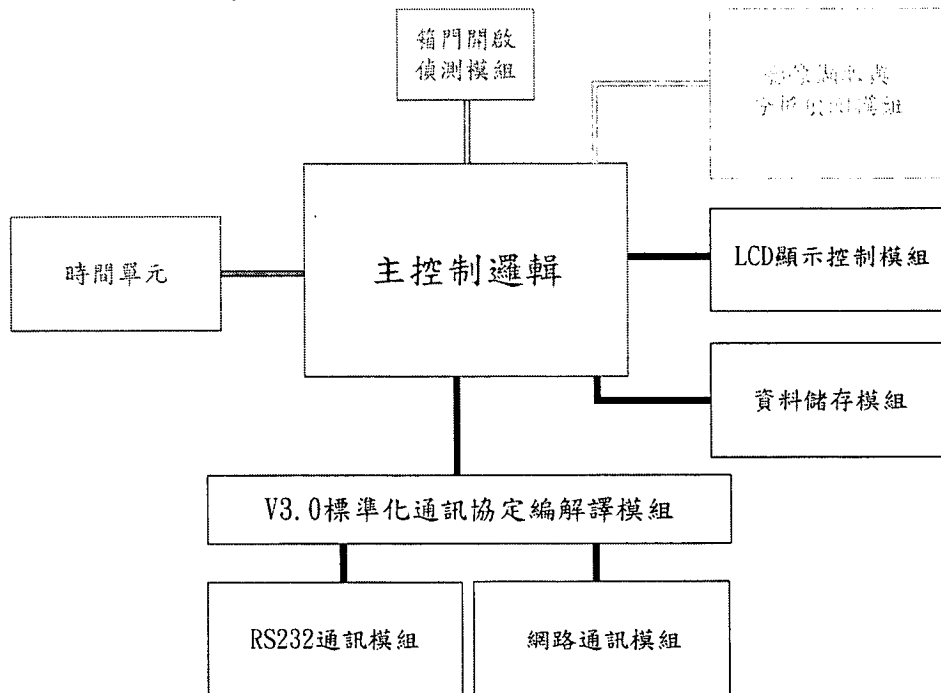 箱門開啟
偵測模組
時間單元
主控制邏輯
LCD顯示控制模組
資料儲存模組
V3.0標準化通訊協定編解譯模組
RS232通訊模組
網路通訊模組